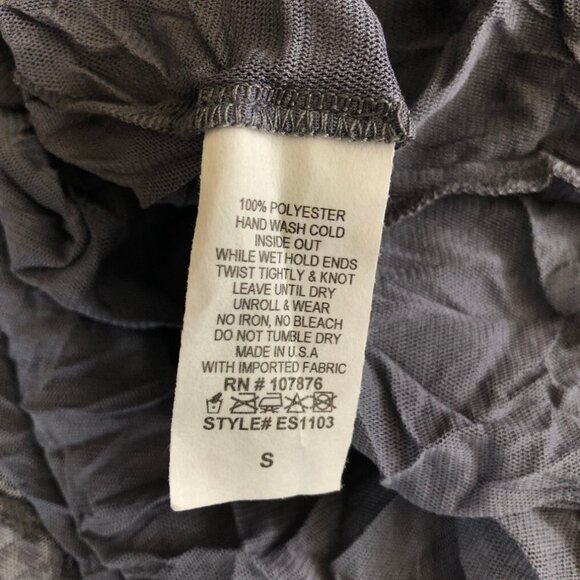 100% POLYESTER
HAND WASH COLD
INSIDE OUT
WHILE WET HOLD ENDS
TWIST TIGHTLY & KNOT
LEAVE UNTIL DRY
UNROLL & WEAR
NO IRON, NO BLEACH
DO NOT TUMBLE DRY
MADE IN U.S.A
WITH IMPORTED FABRIC
RN # 107876
STYLE# ES1103
S